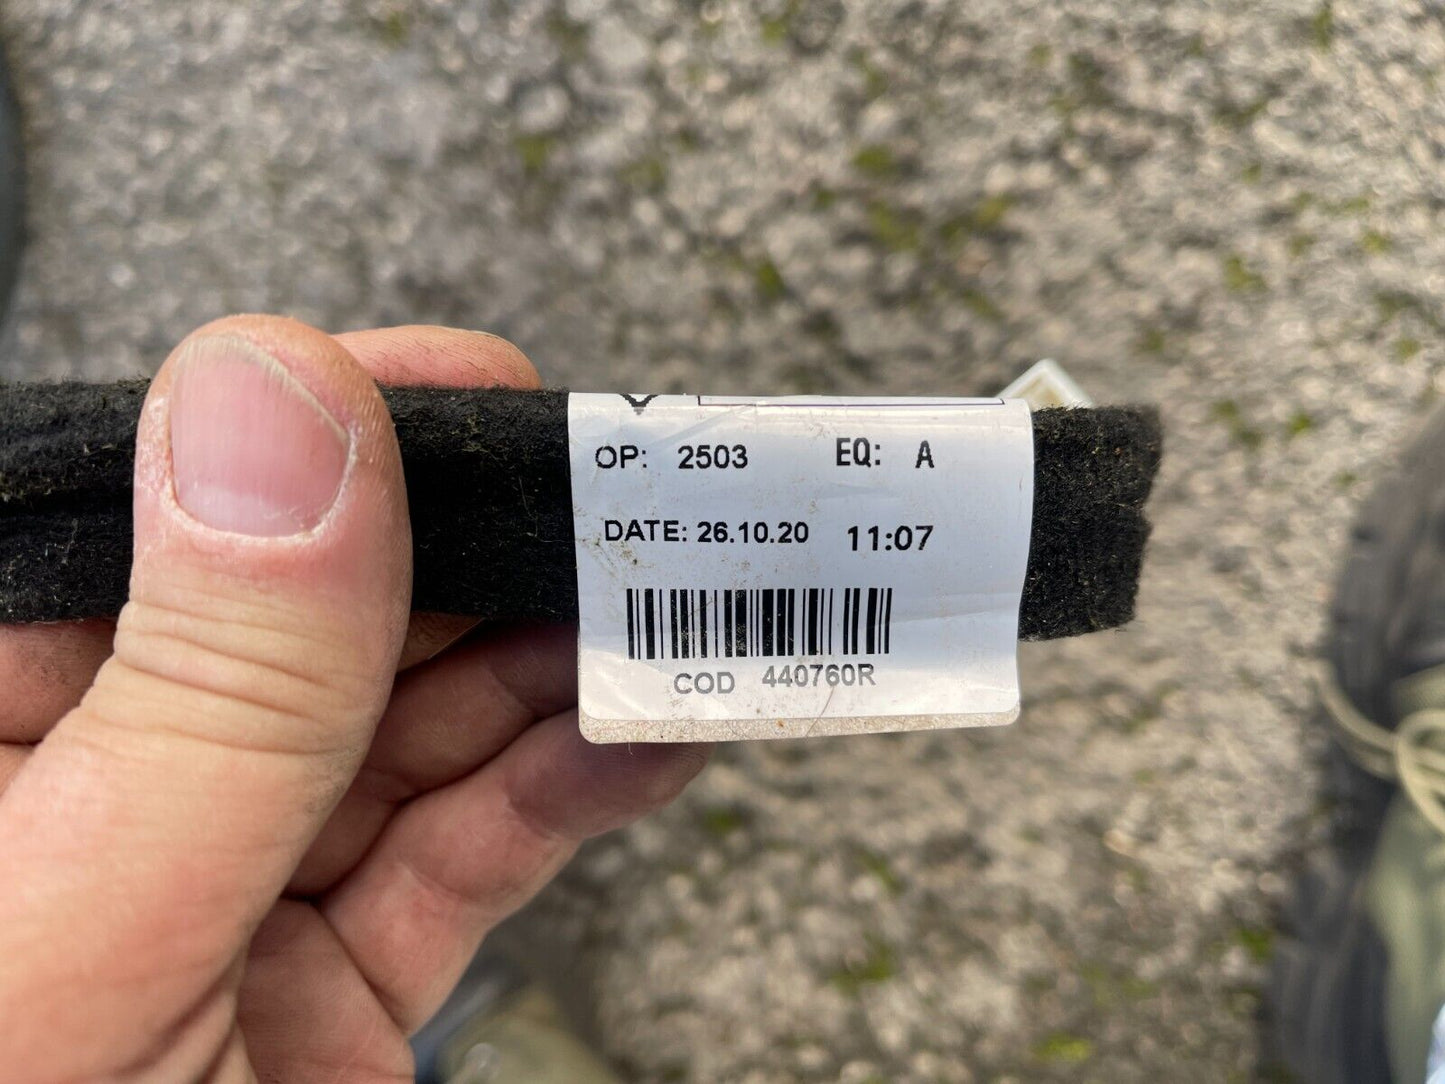 OP: 2503 EQ: A
DATE: 26.10.20 11:07
COD 440760R